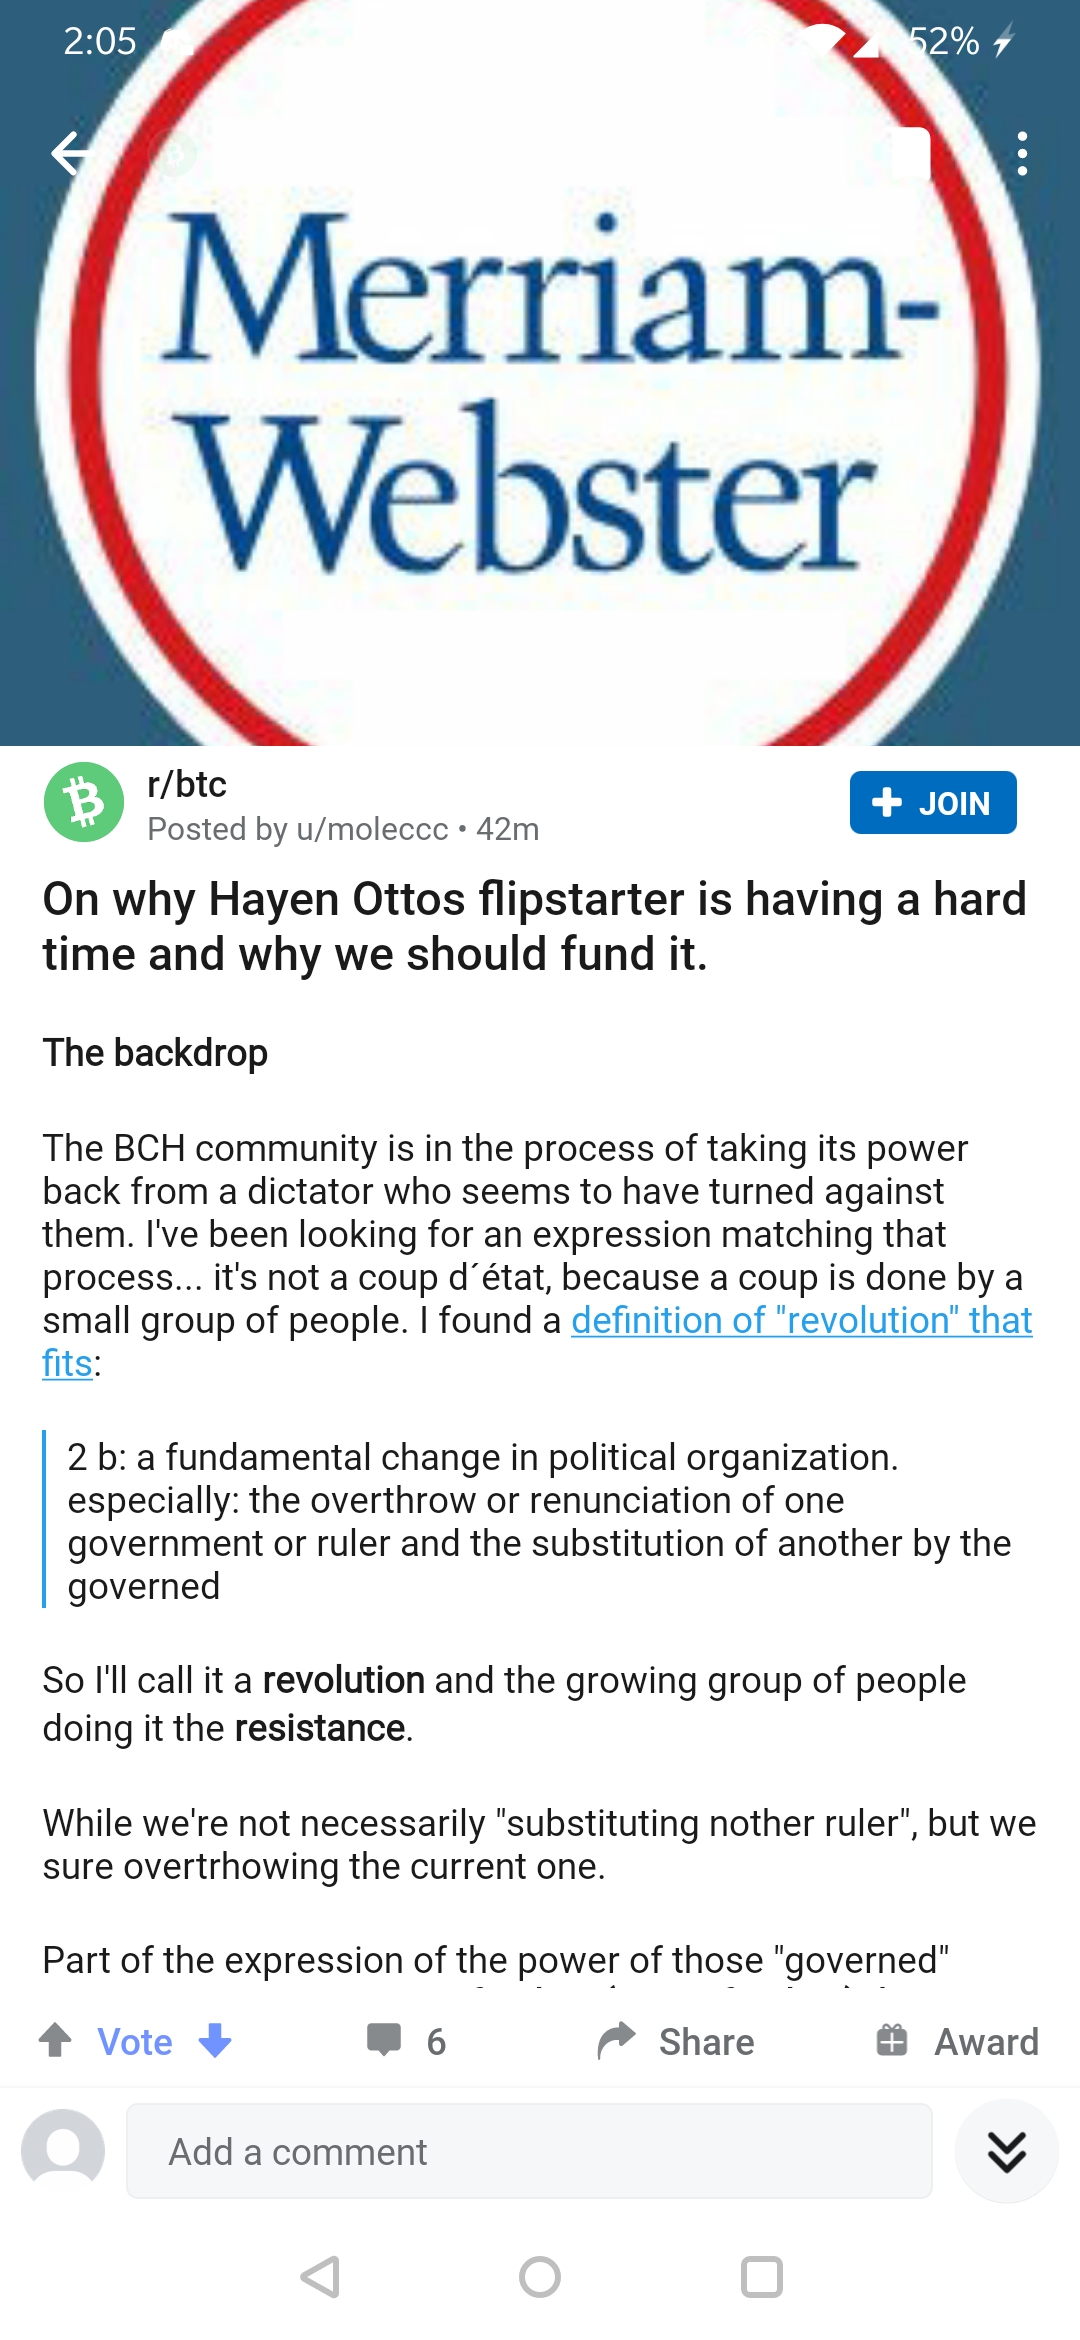 2:05
52%
Merriam-
Webster
r/btc
Posted by u/moleccc • 42m
JOIN
On why Hayen Ottos flipstarter is having a hard
time and why we should fund it.
The backdrop
The BCH community is in the process of taking its power
back from a dictator who seems to have turned against
them. I've been looking for an expression matching that
process... it's not a coup d´état, because a coup is done by a
small group of people. I found a definition of "revolution" that
fits:
2 b: a fundamental change in political organization.
especially: the overthrow or renunciation of one
government or ruler and the substitution of another by the
governed
So I'll call it a revolution and the growing group of people
doing it the resistance.
While we're not necessarily "substituting nother ruler", but we
sure overtrhowing the current one.
Part of the expression of the power of those "governed"
Vote
6
Share
Award
Add a comment